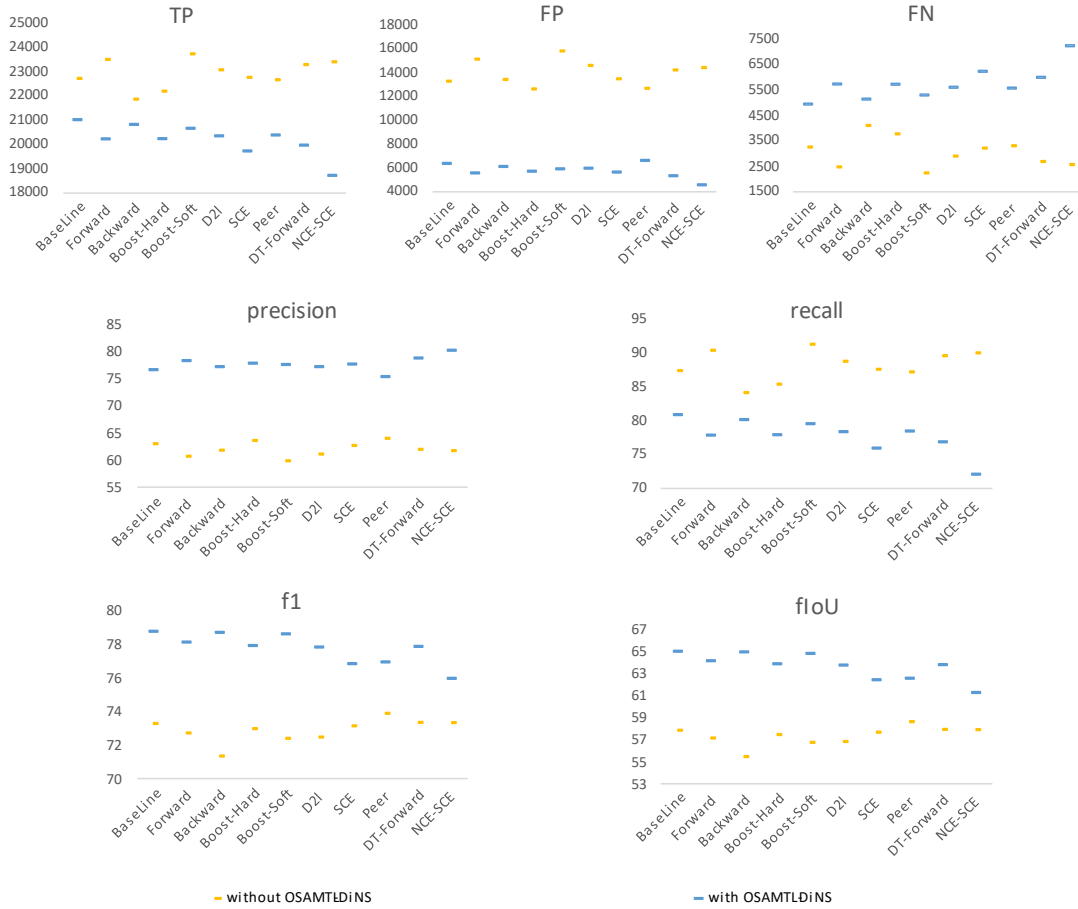 TP
25000
24000
23000
22000
21000
20000
19000
18000
BaseLine
Forward
Backward
Boost-Hard
Boost-Soft
D2l
SCE
Peer
DT-Forward
NCE-SCE
FP
18000
16000
14000
12000
10000
8000
6000
4000
BaseLine
Forward
Backward
Boost-Hard
Boost-Soft
D2l
SCE
Peer
DT-Forward
NCE-SCE
FN
7500
6500
5500
4500
3500
2500
1500
BaseLine
Forward
Backward
Boost-Hard
Boost-Soft
D2l
SCE
Peer
DT-Forward
NCE-SCE
precision
85
80
75
70
65
60
55
BaseLine
Forward
Backward
Boost-Hard
Boost-Soft
D2l
SCE
Peer
DT-Forward
NCE-SCE
recall
95
90
85
80
75
70
BaseLine
Forward
Backward
Boost-Hard
Boost-Soft
D2l
SCE
Peer
DT-Forward
NCE-SCE
f1
80
78
76
74
72
70
BaseLine
Forward
Backward
Boost-Hard
Boost-Soft
D2l
SCE
Peer
DT-Forward
NCE-SCE
fIoU
67
65
63
61
59
57
55
53
BaseLine
Forward
Backward
Boost-Hard
Boost-Soft
D2l
SCE
Peer
DT-Forward
NCE-SCE
without OSAMTL-DiNS
with OSAMTL-DiNS